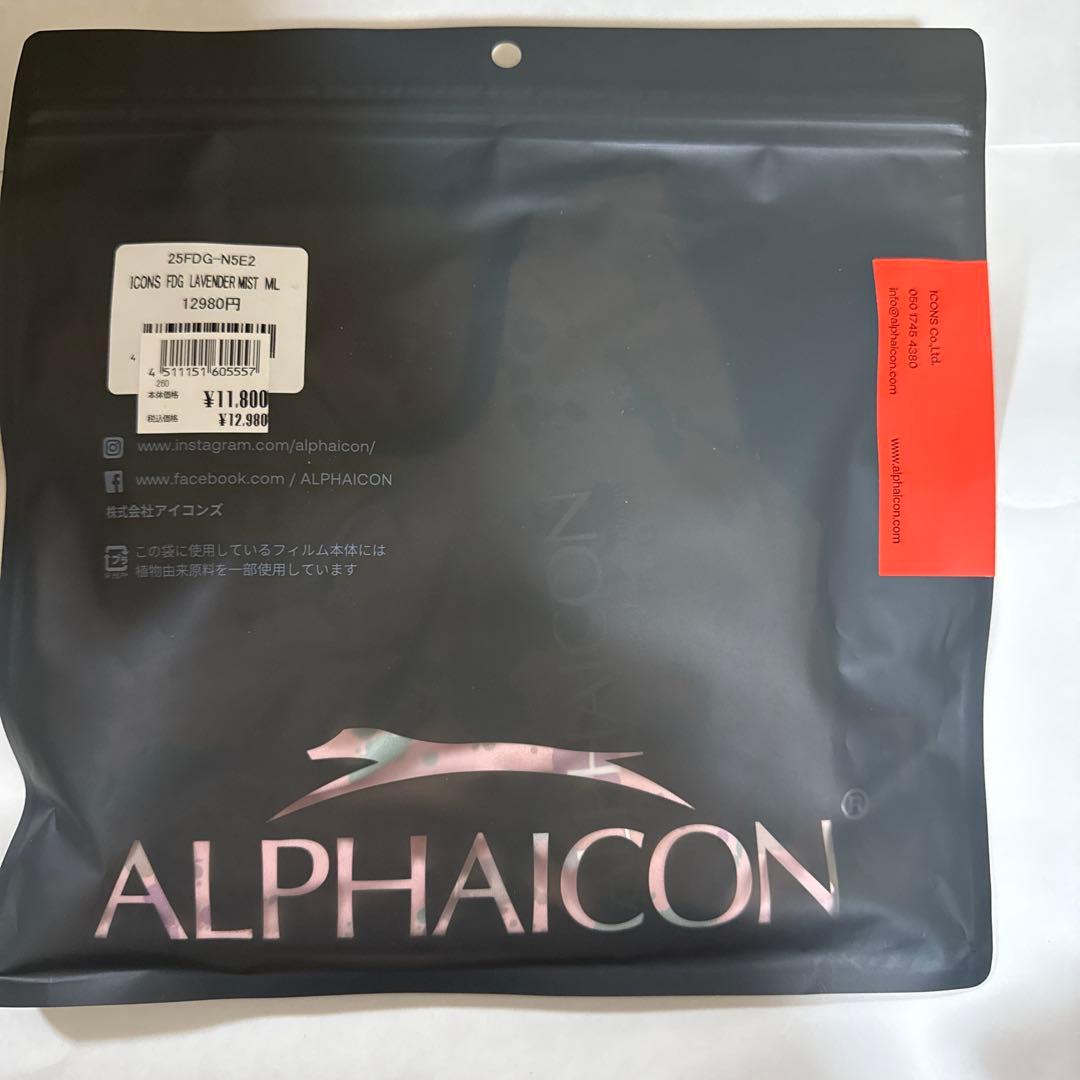 25FDG-N5E2
ICONS FDG LAVENDER MIST ML
12980円
4
4 511151 605557
260
本体価格 ¥11,800
税込価格 ¥12,980
www.instagram.com/alphaicon/
www.facebook.com / ALPHAICON
株式会社アイコンズ
プラ
この袋に使用しているフィルム本体には
植物由来原料を一部使用しています
ICONS Co.,Ltd.
050 1745 4380
info@alphaicon.com
www.alphaicon.com
ALPHAICON
ALPHAICON®